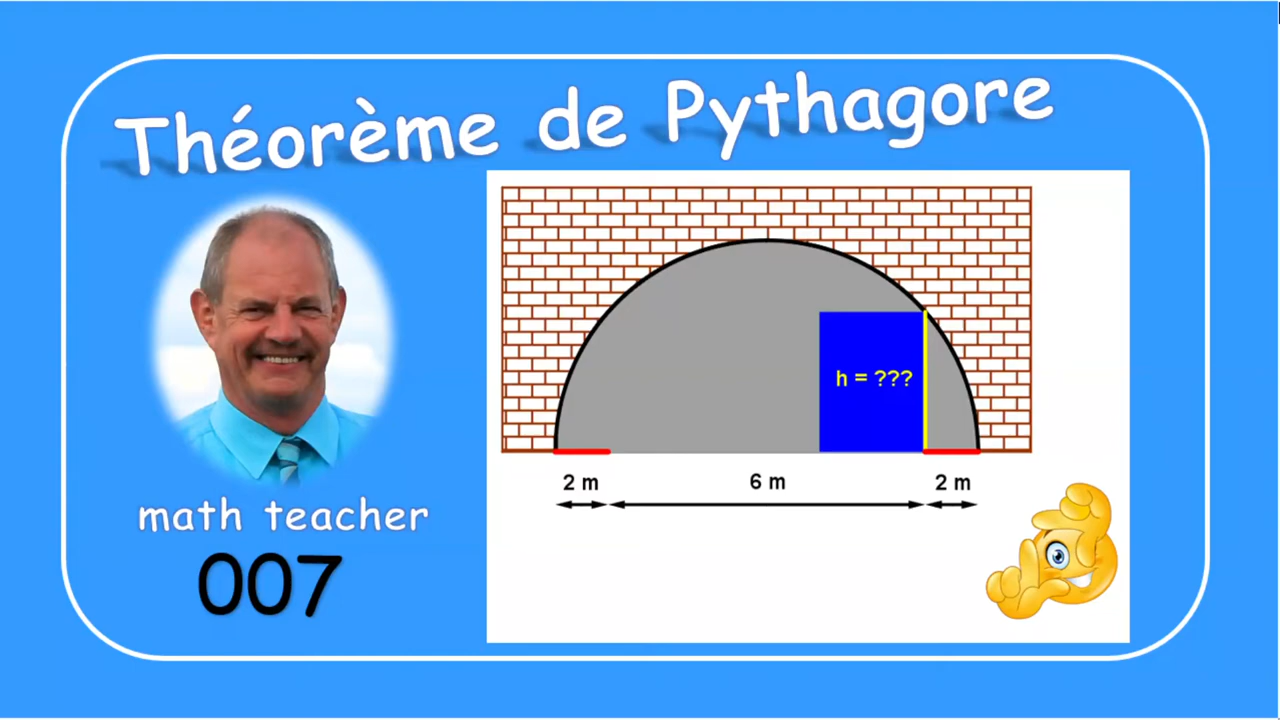 Théorème de Pythagore
h = ???
2 m
6 m
2 m
math teacher
007